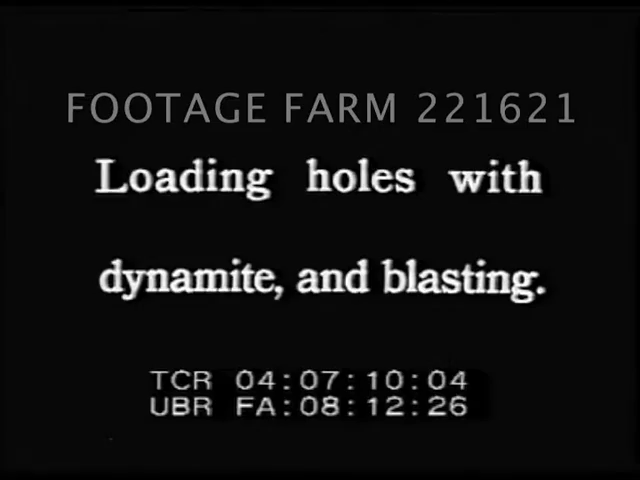 FOOTAGE FARM 221621
Loading holes with
dynamite, and blasting.
TCR 04:07:10:04
UBR FA:08:12:26